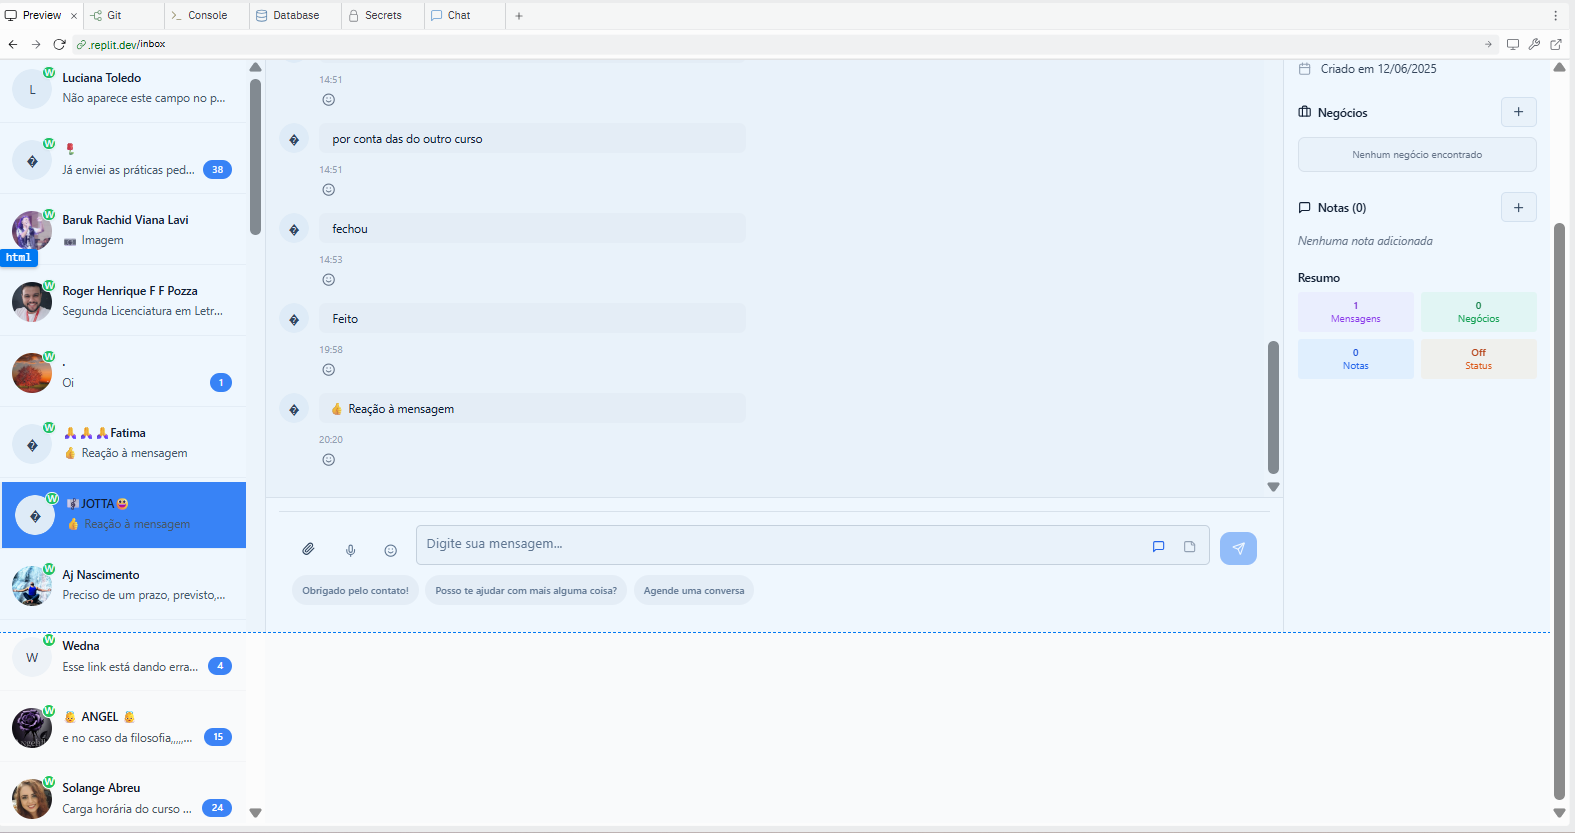 Preview
Git
Console
Database
Secrets
Chat
.replit.dev/inbox
L
W
Luciana Toledo
Não aparece este campo no p...
�
W
🌹
Já enviei as práticas ped...
38
W
Baruk Rachid Viana Lavi
📷 Imagem
html
W
Roger Henrique F F Pozza
Segunda Licenciatura em Letr...
W
.
Oi
1
�
W
🙏🙏🙏Fatima
👍 Reação à mensagem
�
W
🎼JOTTA😃
👍 Reação à mensagem
W
Aj Nascimento
Preciso de um prazo, previsto,...
W
W
Wedna
Esse link está dando erra...
4
W
👼 ANGEL 👼
e no caso da filosofia,,,,,...
15
W
Solange Abreu
Carga horária do curso ...
24
14:51
�
por conta das do outro curso
14:51
�
fechou
14:53
�
Feito
19:58
�
👍 Reação à mensagem
20:20
Digite sua mensagem...
Obrigado pelo contato!
Posso te ajudar com mais alguma coisa?
Agende uma conversa
Criado em 12/06/2025
Negócios
+
Nenhum negócio encontrado
Notas (0)
+
Nenhuma nota adicionada
Resumo
1
Mensagens
0
Negócios
0
Notas
Off
Status